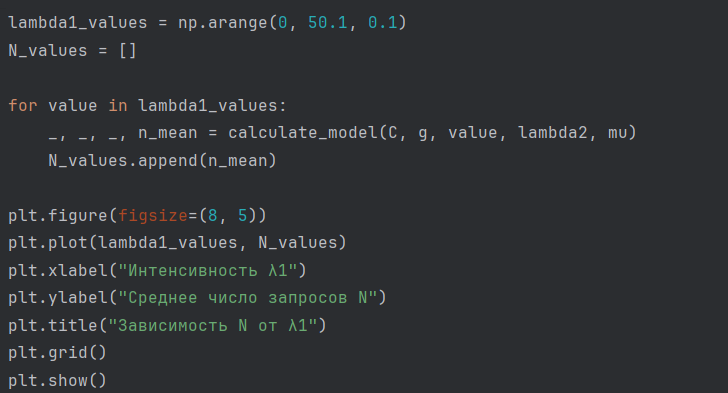 lambda1_values = np.arange(0, 50.1, 0.1)
N_values = []
for value in lambda1_values:
    _, _, _, n_mean = calculate_model(C, g, value, lambda2, mu)
    N_values.append(n_mean)
plt.figure(figsize=(8, 5))
plt.plot(lambda1_values, N_values)
plt.xlabel("Интенсивность λ1")
plt.ylabel("Среднее число запросов N")
plt.title("Зависимость N от λ1")
plt.grid()
plt.show()